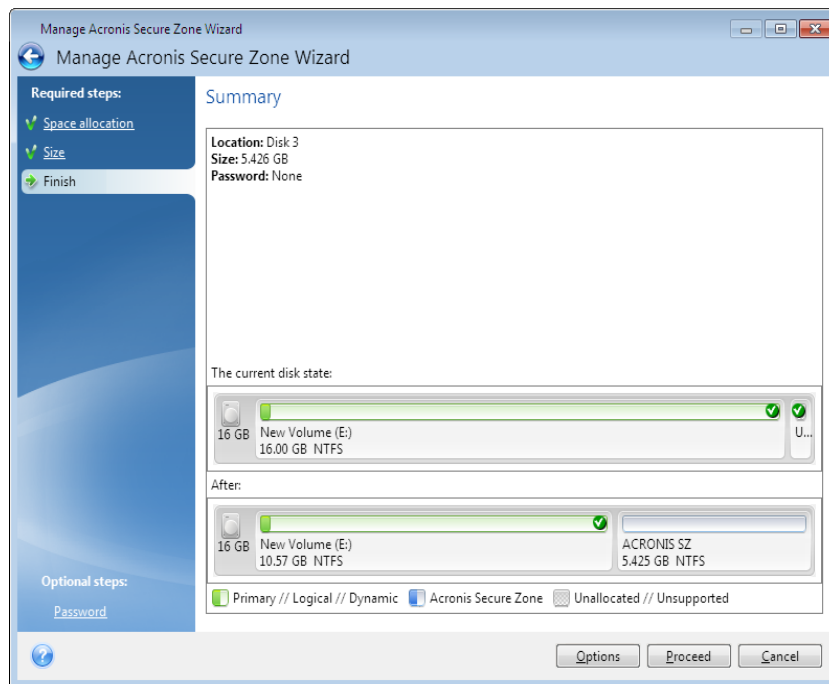 Manage Acronis Secure Zone Wizard
Manage Acronis Secure Zone Wizard
Required steps:
Space allocation
Size
Finish
Optional steps:
Password
Summary
Location: Disk 3
Size: 5.426 GB
Password: None
The current disk state:
16 GB
New Volume (E:)
16.00 GB NTFS
U...
After:
16 GB
New Volume (E:)
10.57 GB NTFS
ACRONIS SZ
5.425 GB NTFS
Primary // Logical // Dynamic Acronis Secure Zone Unallocated // Unsupported
? Options Proceed Cancel